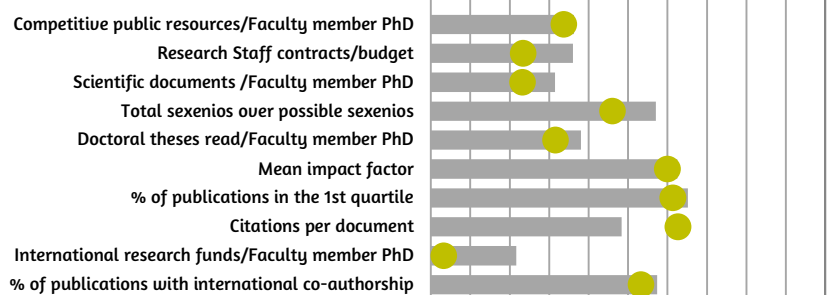 Competitive public resources/Faculty member PhD
Research Staff contracts/budget
Scientific documents /Faculty member PhD
Total sexenios over possible sexenios
Doctoral theses read/Faculty member PhD
Mean impact factor
% of publications in the 1st quartile
Citations per document
International research funds/Faculty member PhD
% of publications with international co-authorship